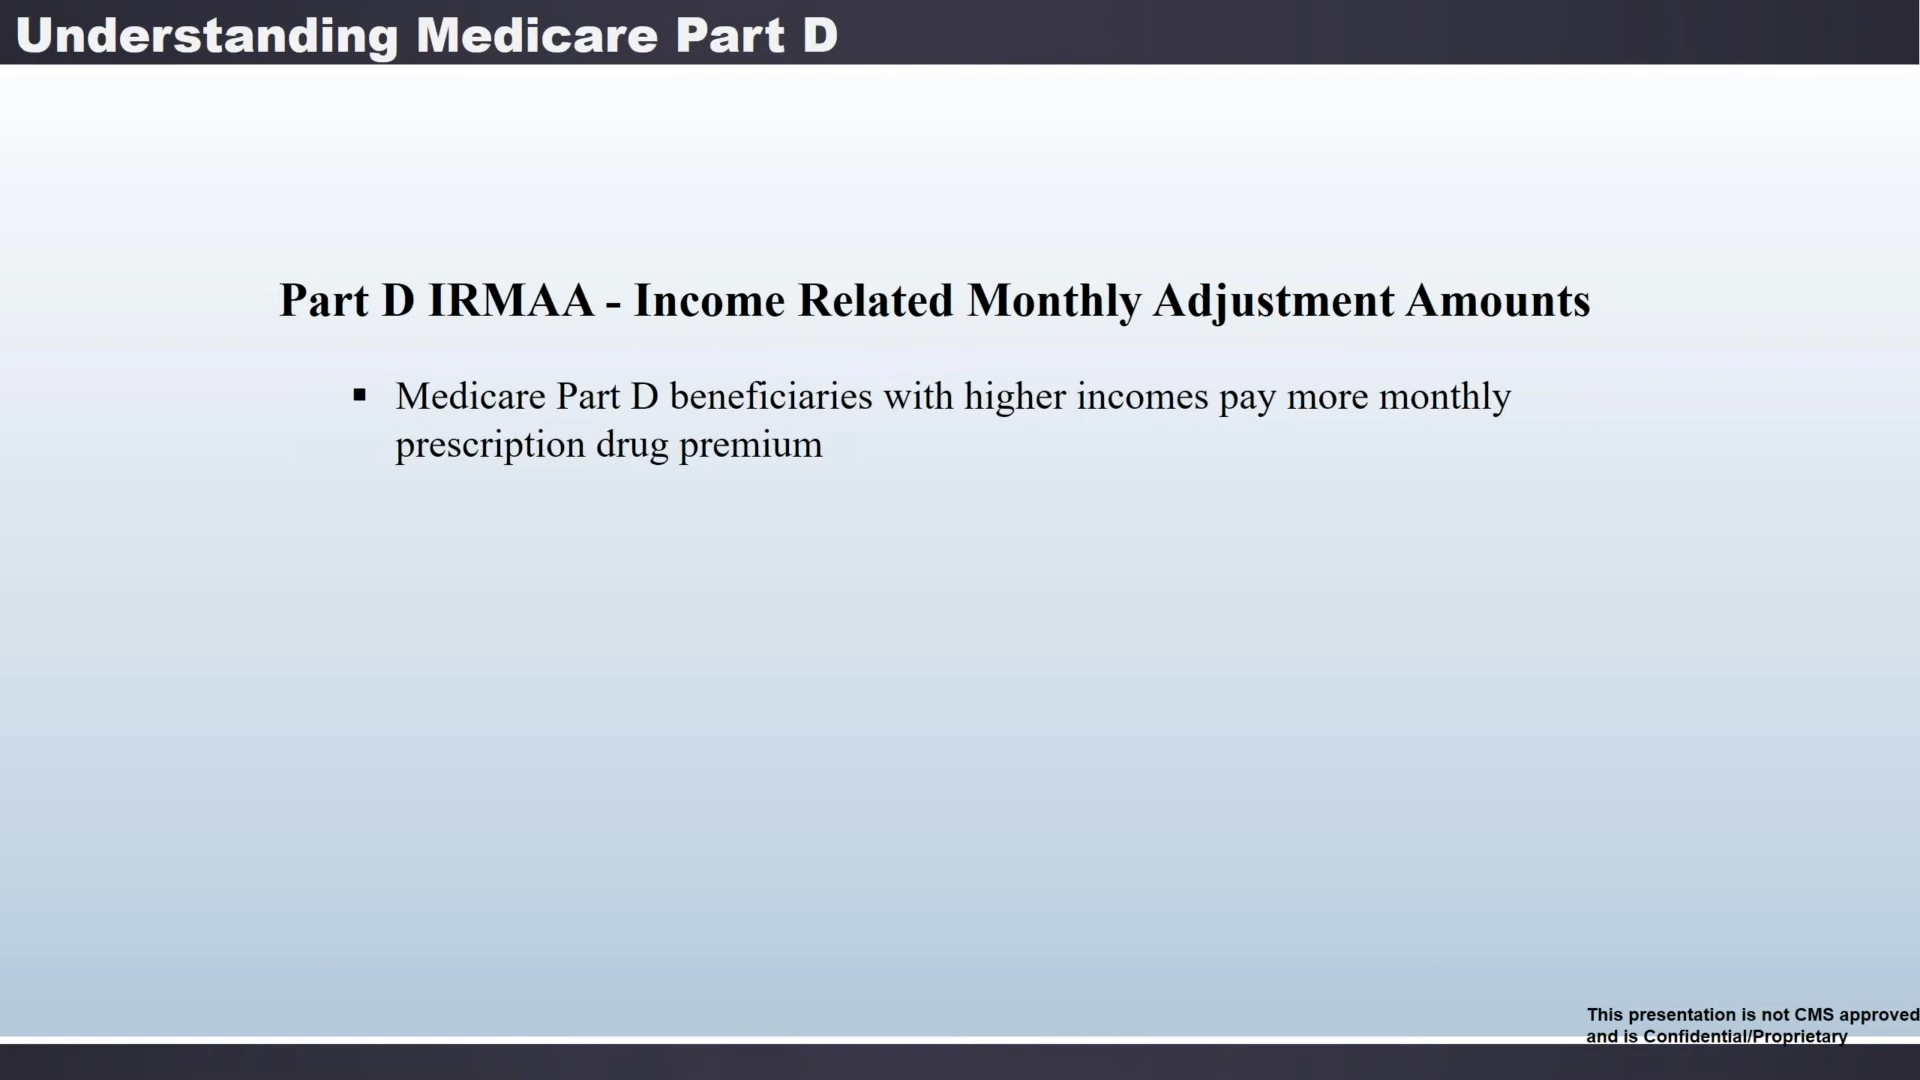 Understanding Medicare Part D
Part D IRMAA - Income Related Monthly Adjustment Amounts
▪ Medicare Part D beneficiaries with higher incomes pay more monthly
prescription drug premium
This presentation is not CMS approved
and is Confidential/Proprietary